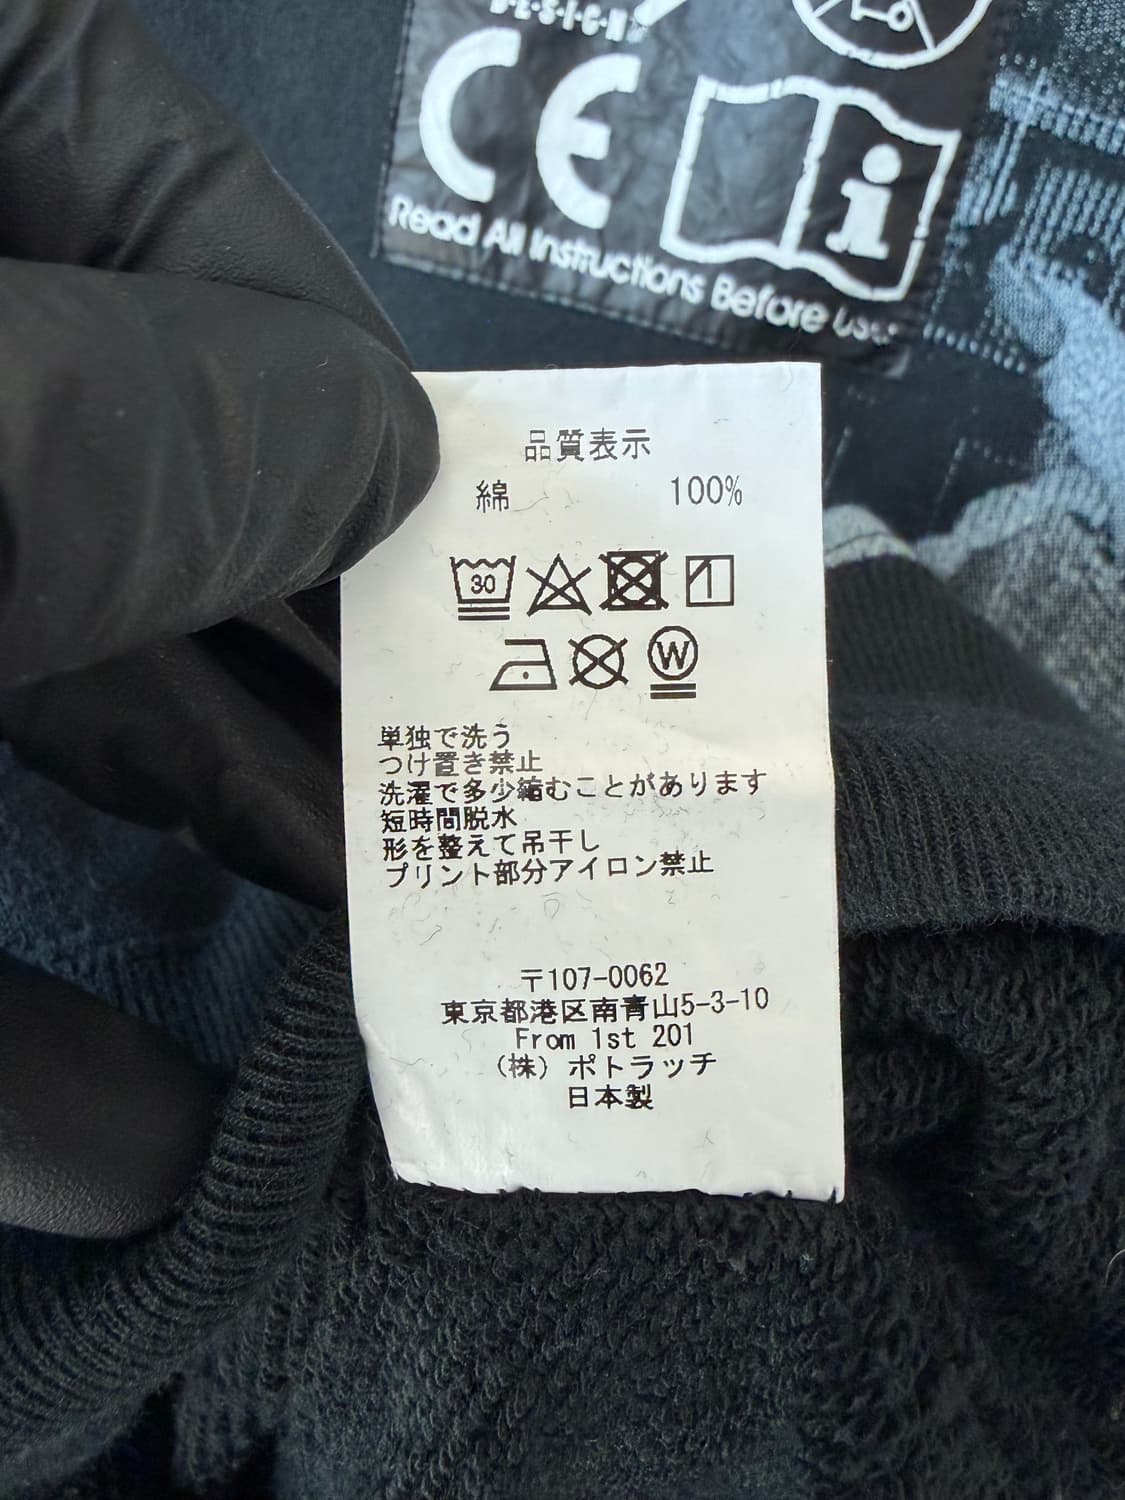 D·E·S·I·G·N
CE
i
Read All Instructions Before Use
品質表示
綿 100%
30
W
単独で洗う
つけ置き禁止
洗濯で多少縮むことがあります
短時間脱水
形を整えて吊干し
プリント部分アイロン禁止
〒107-0062
東京都港区南青山5-3-10
From 1st 201
(株) ポトラッチ
日本製